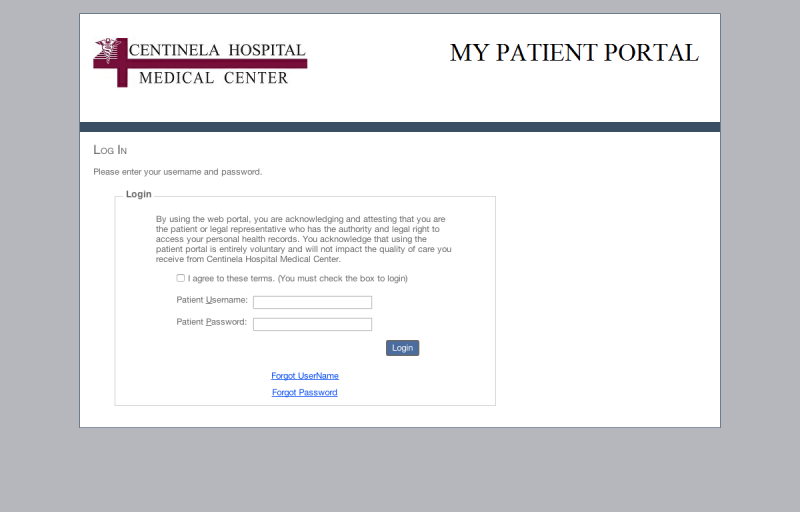 CENTINELA HOSPITAL
MEDICAL CENTER
MY PATIENT PORTAL
LOG IN
Please enter your username and password.
Login
By using the web portal, you are acknowledging and attesting that you are
the patient or legal representative who has the authority and legal right to
access your personal health records. You acknowledge that using the
patient portal is entirely voluntary and will not impact the quality of care you
receive from Centinela Hospital Medical Center.
I agree to these terms. (You must check the box to login)
Patient Username:
Patient Password:
Login
Forgot UserName
Forgot Password